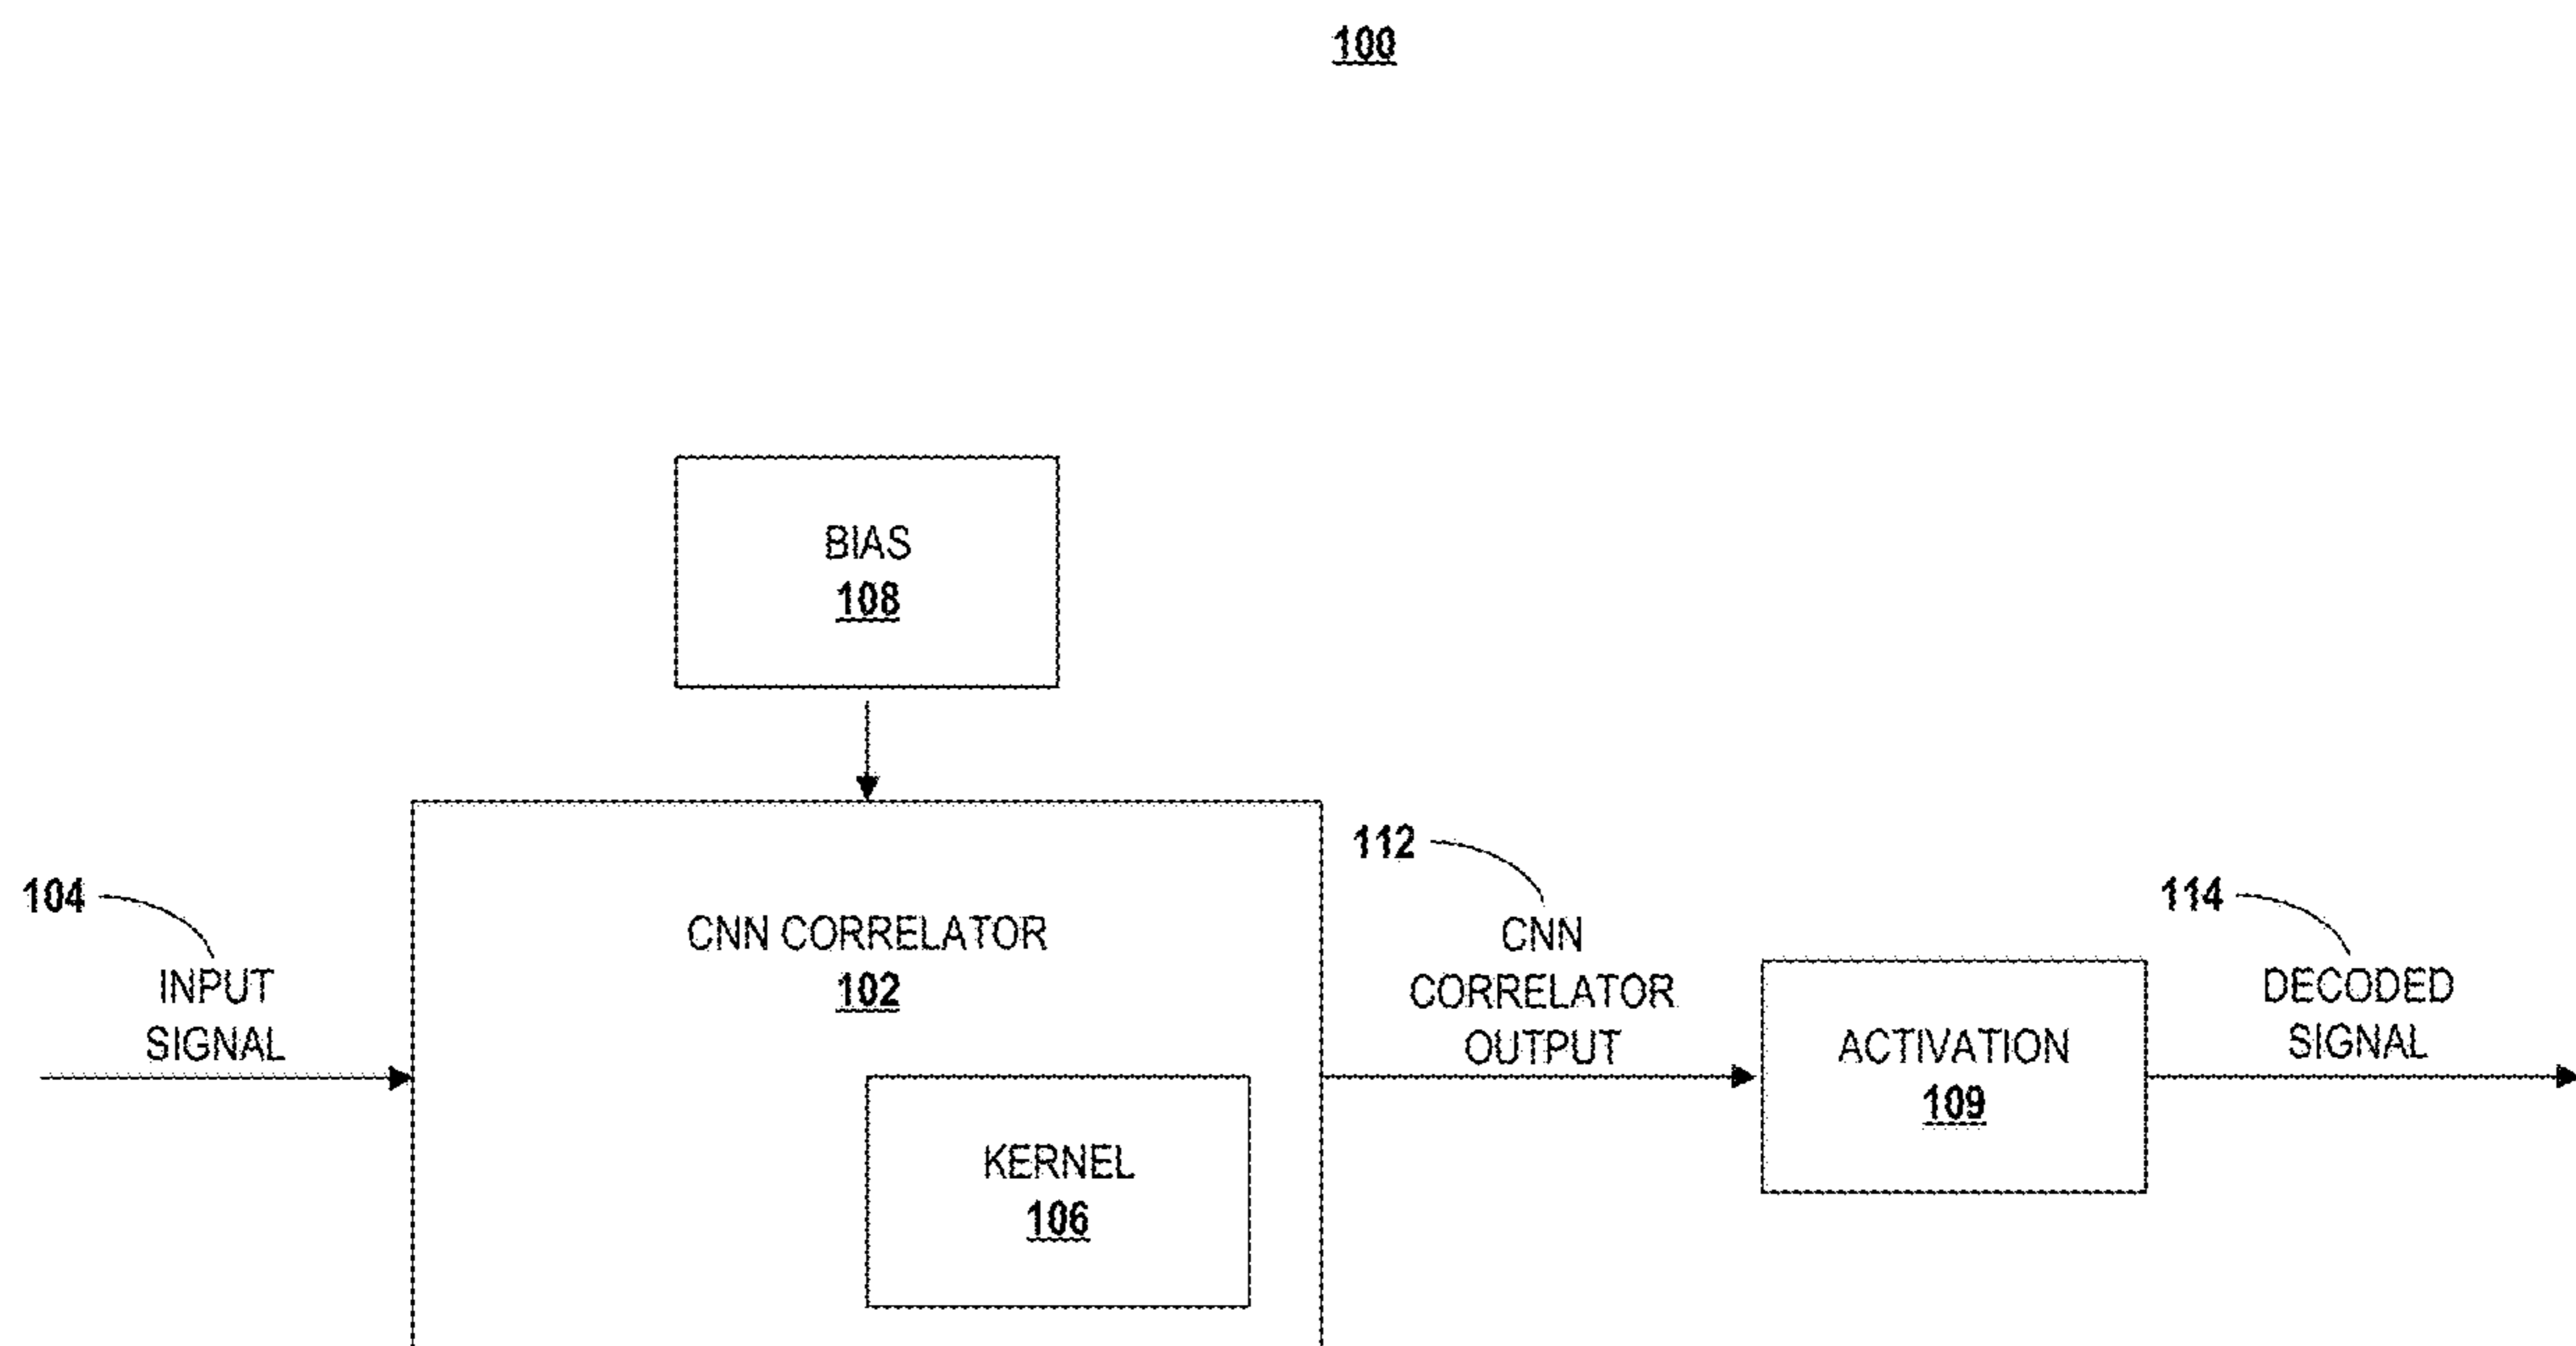 100
BIAS
108
104
INPUT
SIGNAL
CNN CORRELATOR
102
KERNEL
106
112
CNN
CORRELATOR
OUTPUT
ACTIVATION
109
114
DECODED
SIGNAL